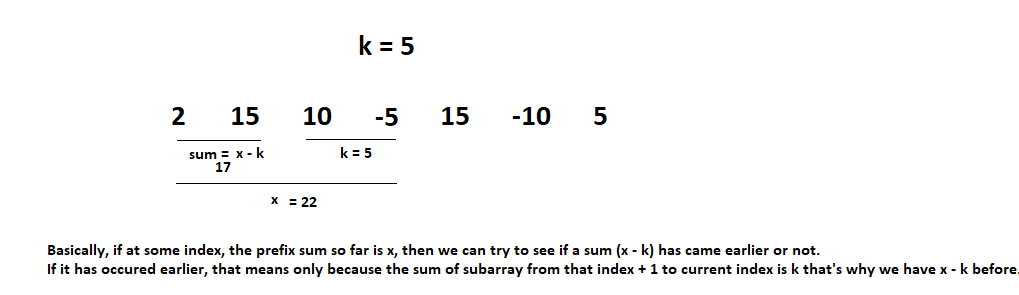 k = 5
2 15 10 -5 15 -10 5
sum = x - k k = 5
17
x = 22
Basically, if at some index, the prefix sum so far is x, then we can try to see if a sum (x - k) has came earlier or not.
If it has occured earlier, that means only because the sum of subarray from that index + 1 to current index is k that's why we have x - k before.